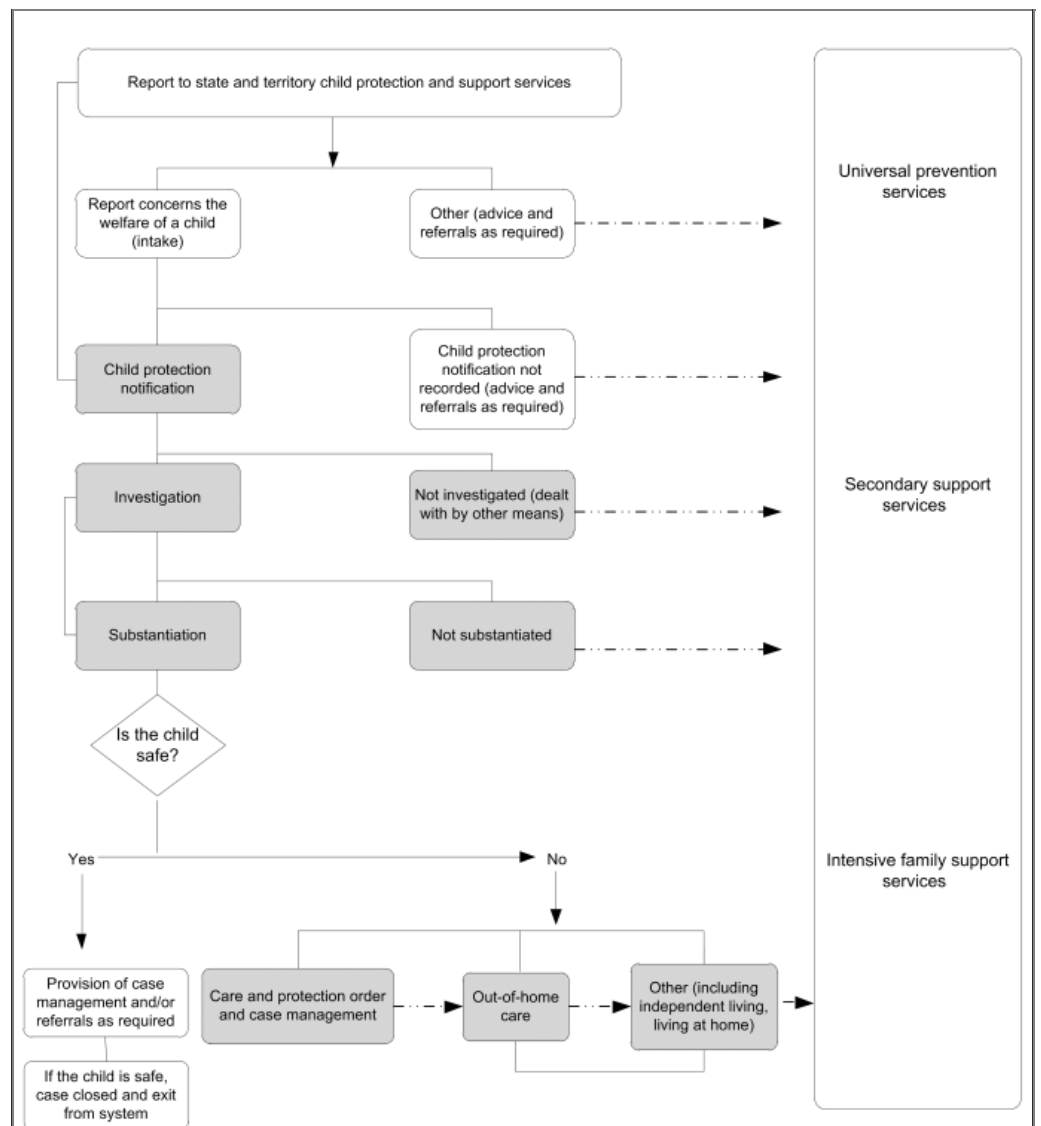 Report to state and territory child protection and support services
Universal prevention
services
Report concerns the
welfare of a child
(intake)
Other (advice and
referrals as required)
Child protection
notification
Child protection
notification not
recorded (advice and
referrals as required)
Investigation
Not investigated (dealt
with by other means)
Secondary support
services
Substantiation
Not substantiated
Is the child
safe?
Yes
No
Intensive family support
services
Provision of case
management and/or
referrals as required
Care and protection order
and case management
Out-of-home
care
Other (including
independent living,
living at home)
If the child is safe,
case closed and exit
from system